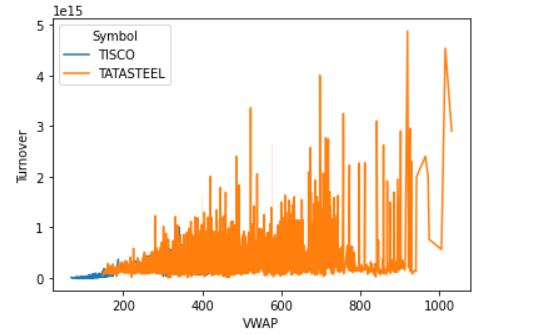 1e15
5
4
3
2
1
0
Turnover
Symbol
TISCO
TATASTEEL
200 400 600 800 1000
VWAP